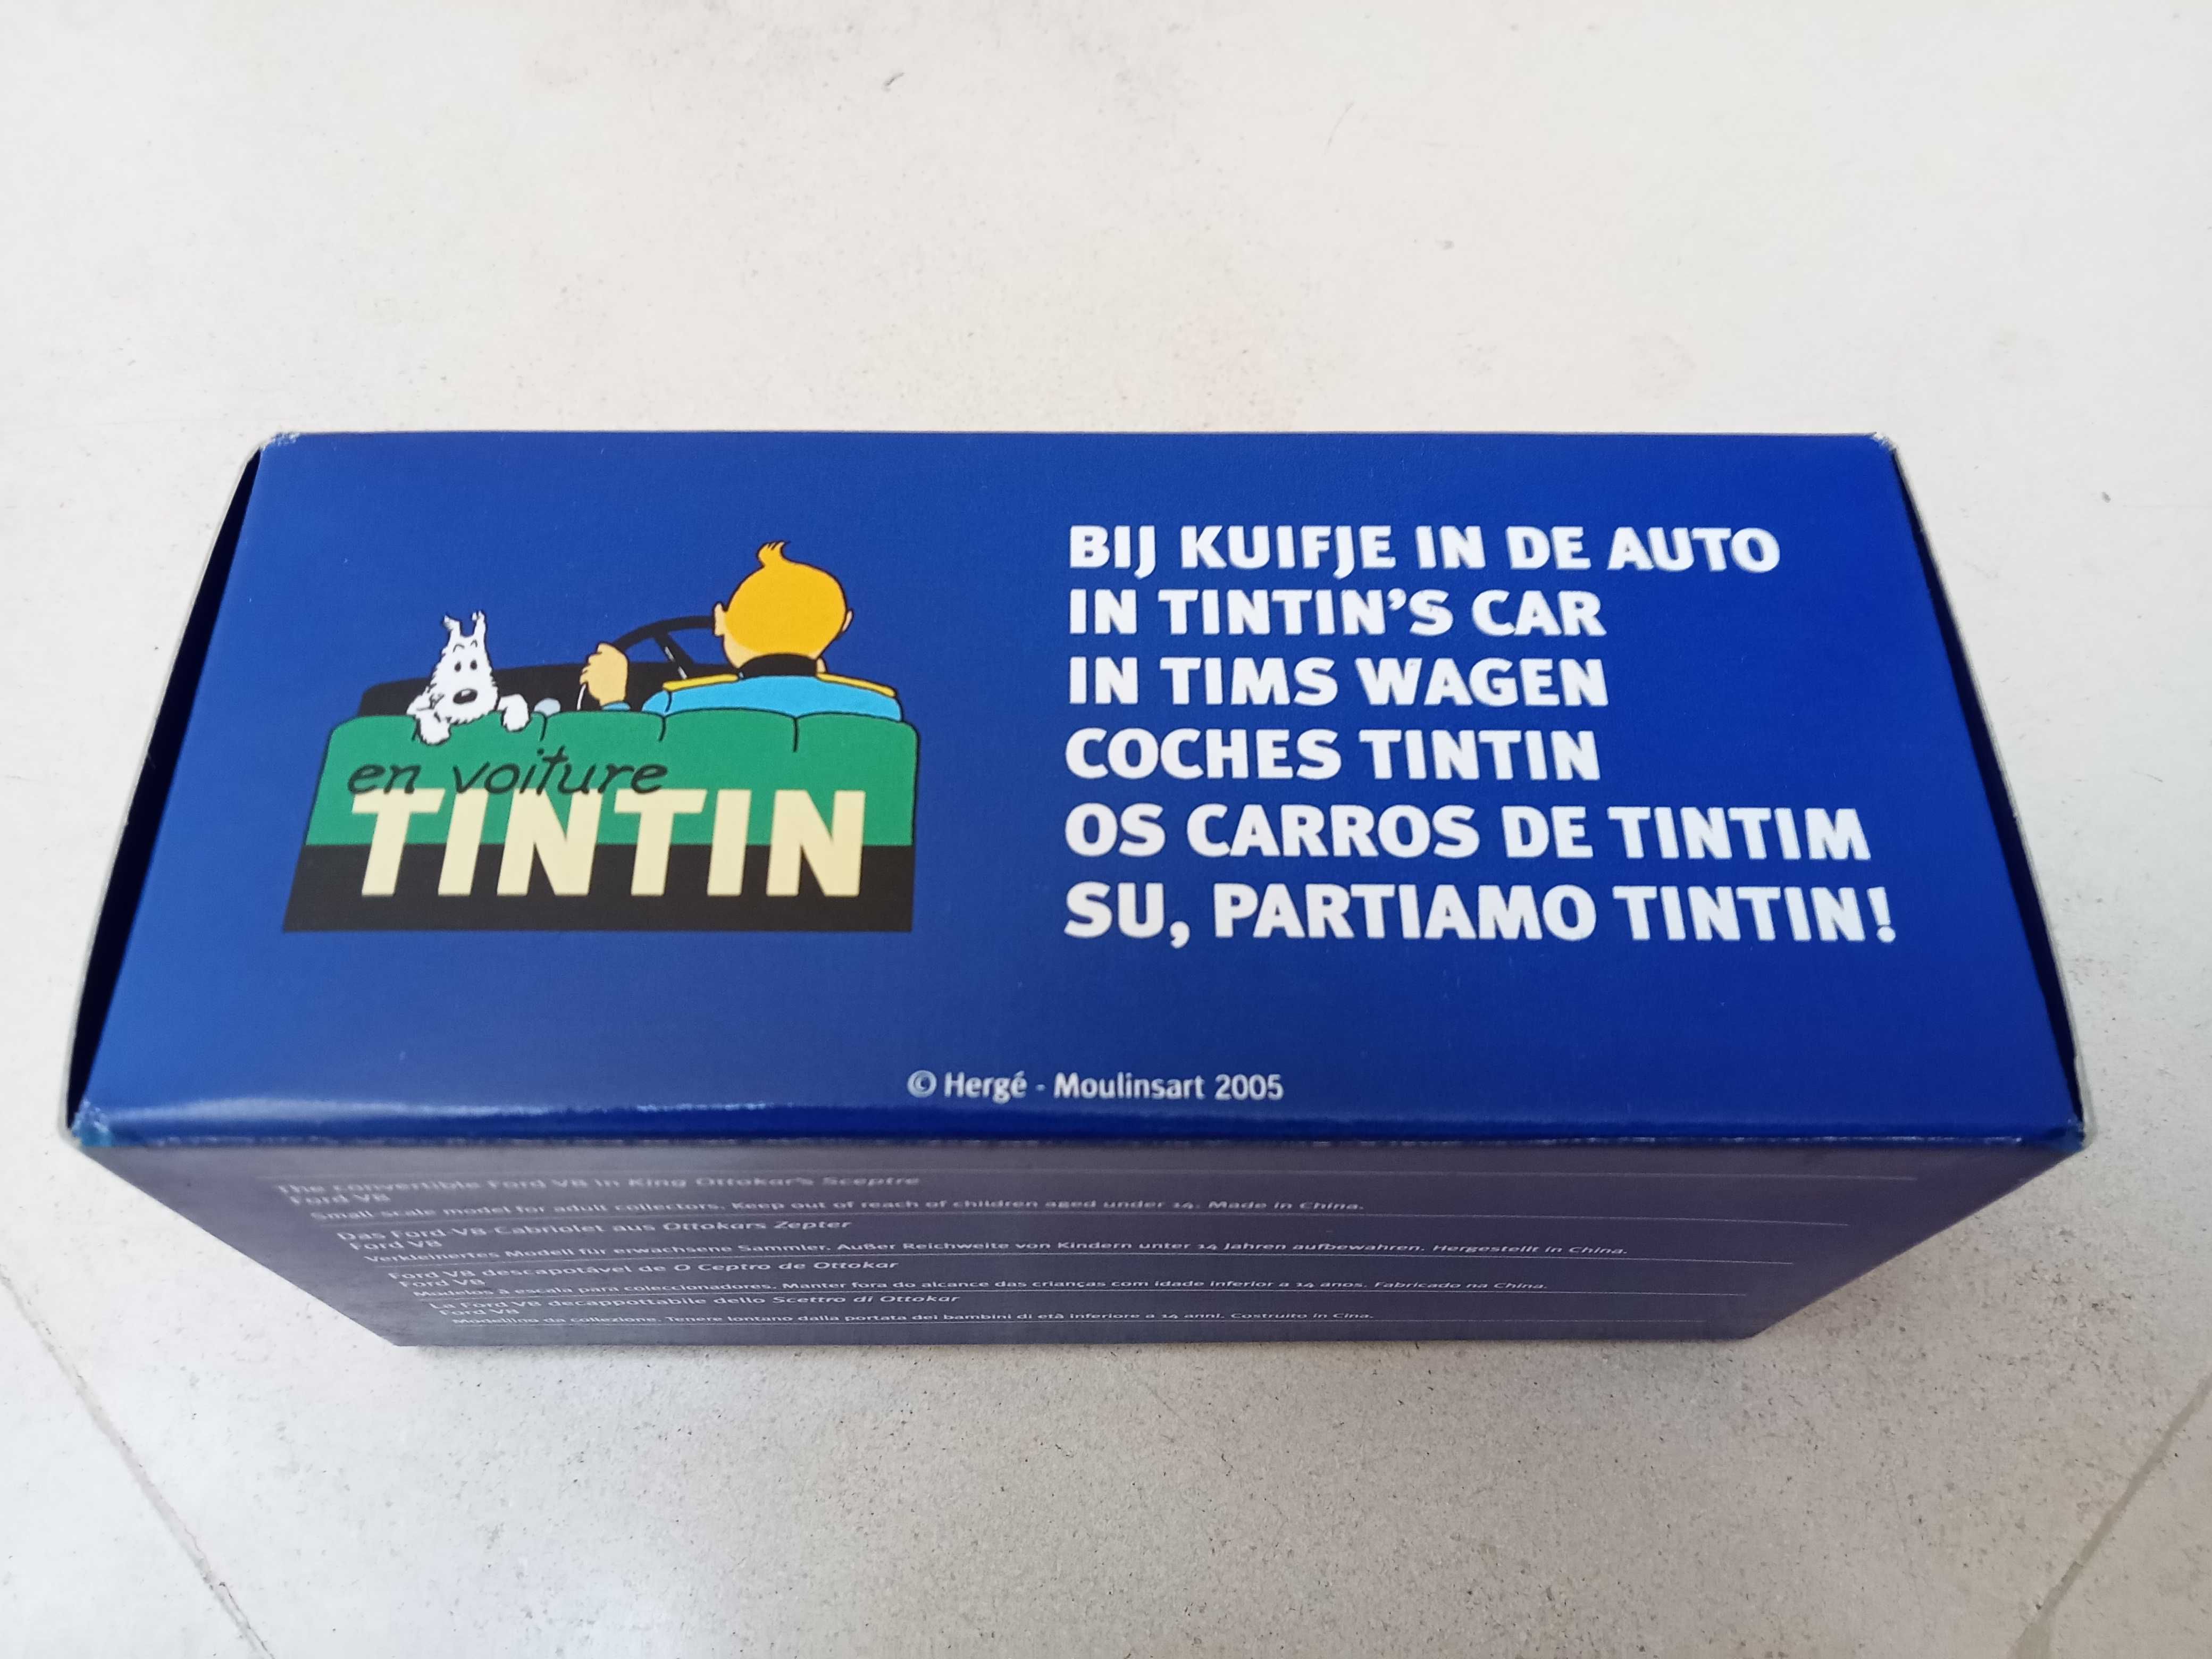 en voiture
TINTIN
BIJ KUIFJE IN DE AUTO
IN TINTIN'S CAR
IN TIMS WAGEN
COCHES TINTIN
OS CARROS DE TINTIM
SU, PARTIAMO TINTIN!
© Hergé - Moulinsart 2005
The convertible Ford V8 in King Ottokar's Sceptre
Ford V8
Small-scale model for adult collectors. Keep out of reach of children aged under 14. Made in China.
Das Ford-V8-Cabriolet aus Ottokars Zepter
Ford V8
Verkleinertes Modell für erwachsene Sammler. Außer Reichweite von Kindern unter 14 Jahren aufbewahren. Hergestellt in China.
Ford V8 descapotável de O Ceptro de Ottokar
Ford V8
Modelos à escala para coleccionadores. Manter fora do alcance das crianças com idade inferior a 14 anos. Fabricado na China.
La Ford V8 decappottabile dello Scettro di Ottokar
Ford V8
Modellino da collezione. Tenere lontano dalla portata dei bambini di età inferiore a 14 anni. Costruito in Cina.